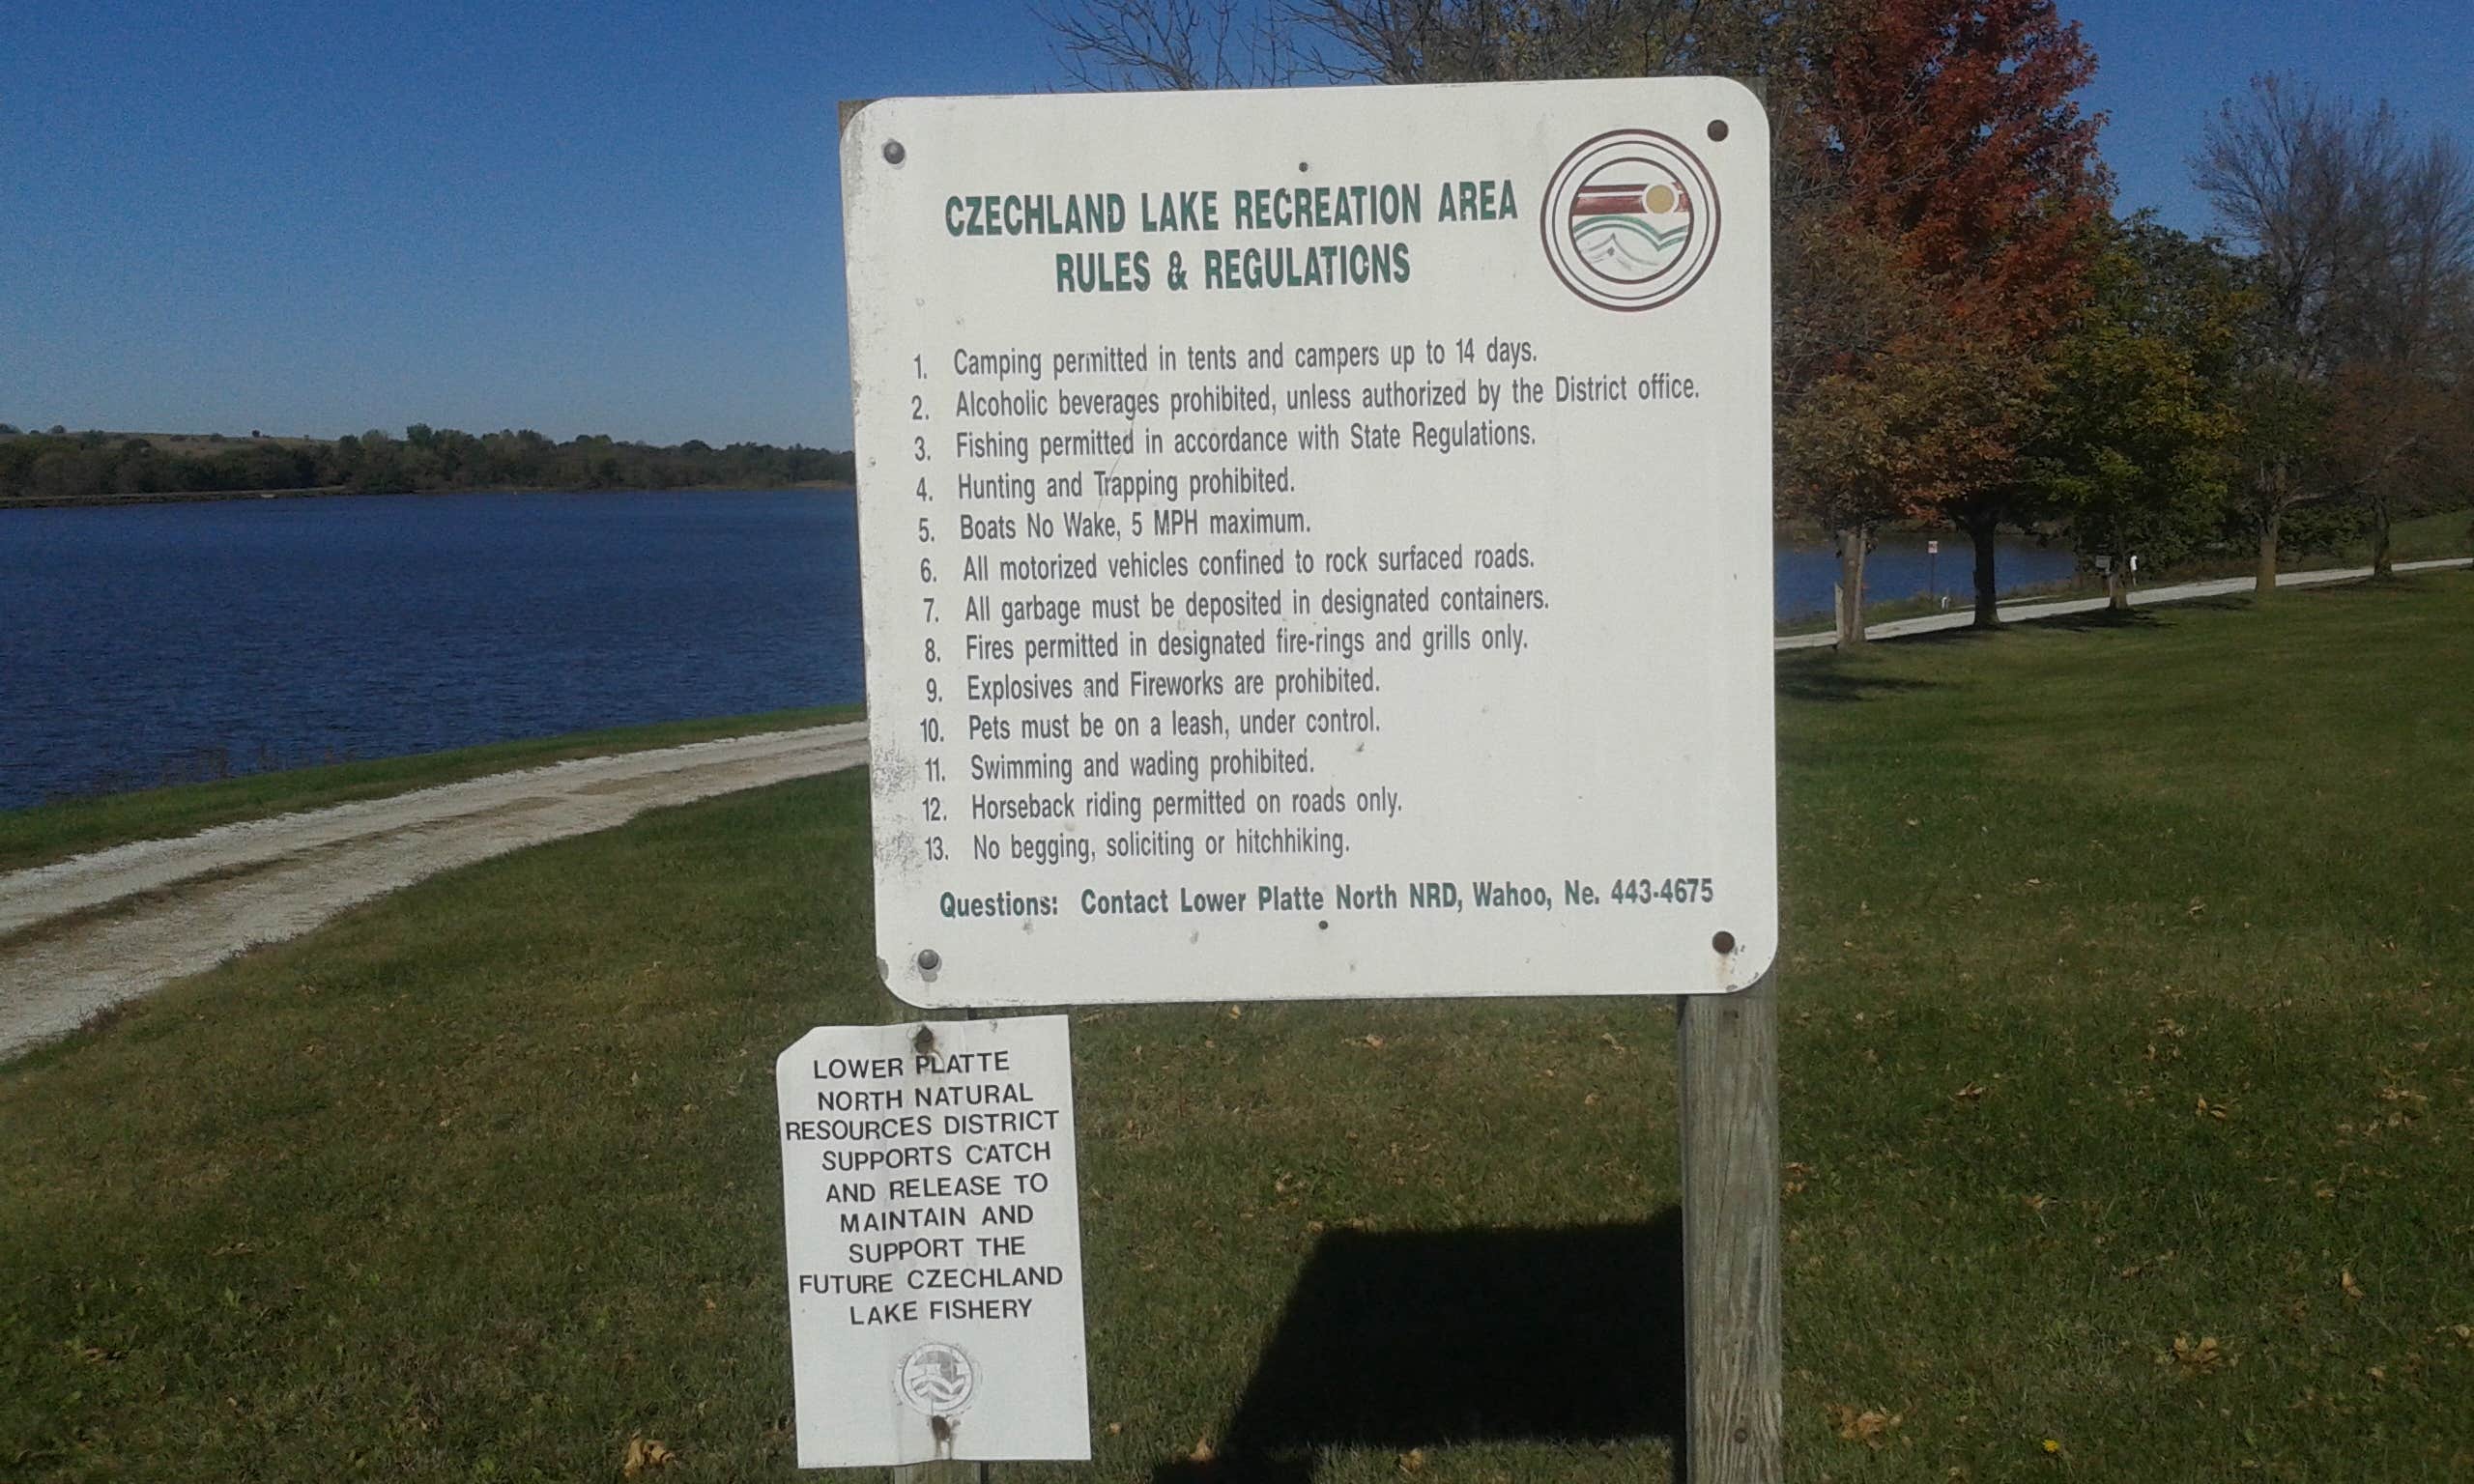 CZECHLAND LAKE RECREATION AREA
RULES & REGULATIONS
1. Camping permitted in tents and campers up to 14 days.
2. Alcoholic beverages prohibited, unless authorized by the District office.
3. Fishing permitted in accordance with State Regulations.
4. Hunting and Trapping prohibited.
5. Boats No Wake, 5 MPH maximum.
6. All motorized vehicles confined to rock surfaced roads.
7. All garbage must be deposited in designated containers.
8. Fires permitted in designated fire-rings and grills only.
9. Explosives and Fireworks are prohibited.
10. Pets must be on a leash, under control.
11. Swimming and wading prohibited.
12. Horseback riding permitted on roads only.
13. No begging, soliciting or hitchhiking.
Questions: Contact Lower Platte North NRD, Wahoo, Ne. 443-4675
LOWER PLATTE
NORTH NATURAL
RESOURCES DISTRICT
SUPPORTS CATCH
AND RELEASE TO
MAINTAIN AND
SUPPORT THE
FUTURE CZECHLAND
LAKE FISHERY